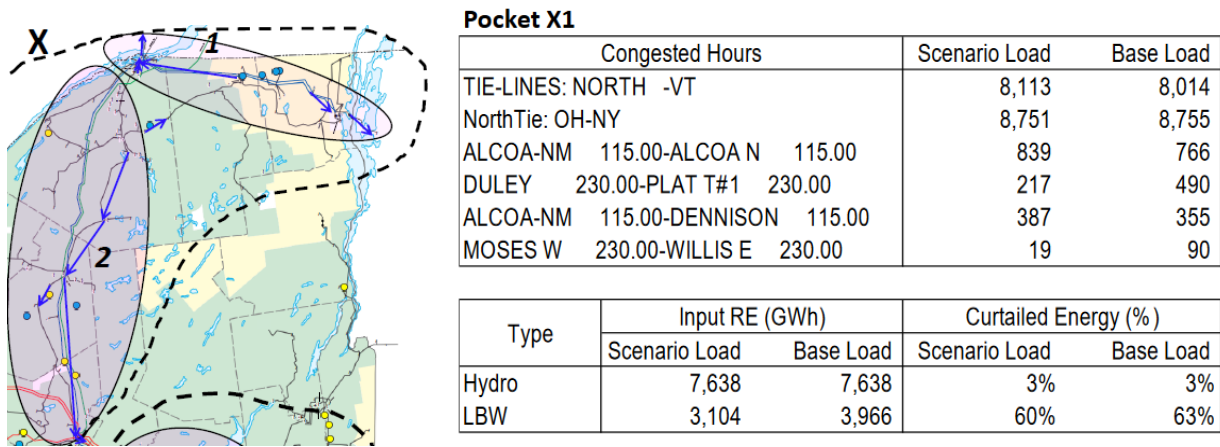 X
1
2
Pocket X1
Congested Hours Scenario Load Base Load
TIE-LINES: NORTH -VT 8,113 8,014
NorthTie: OH-NY 8,751 8,755
ALCOA-NM 115.00-ALCOA N 115.00 839 766
DULEY 230.00-PLAT T#1 230.00 217 490
ALCOA-NM 115.00-DENNISON 115.00 387 355
MOSES W 230.00-WILLIS E 230.00 19 90
Type Input RE (GWh) Curtailed Energy (%)
Scenario Load Base Load Scenario Load Base Load
Hydro 7,638 7,638 3% 3%
LBW 3,104 3,966 60% 63%